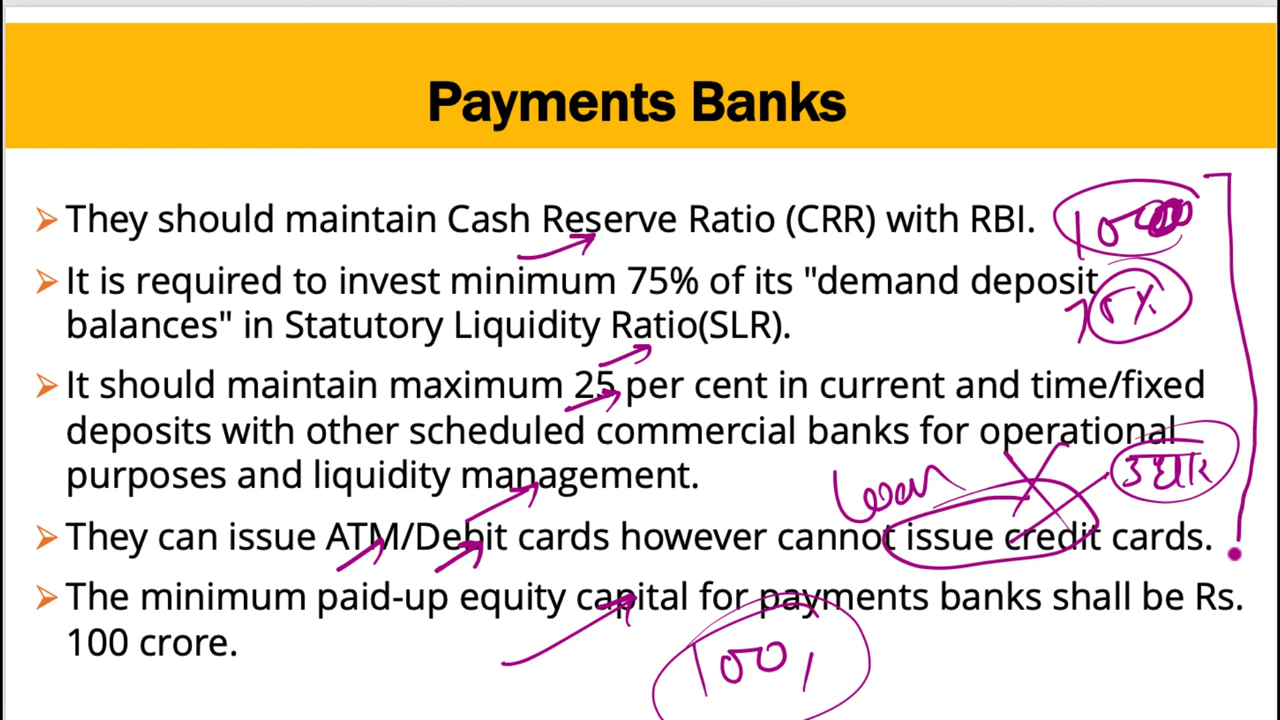 Payments Banks
➢ They should maintain Cash Reserve Ratio (CRR) with RBI.
➢ It is required to invest minimum 75% of its "demand deposit
balances" in Statutory Liquidity Ratio(SLR).
➢ It should maintain maximum 25 per cent in current and time/fixed
deposits with other scheduled commercial banks for operational
purposes and liquidity management.
loan
➢ They can issue ATM/Debit cards however cannot issue credit cards.
➢ The minimum paid-up equity capital for payments banks shall be Rs.
100 crore.
100